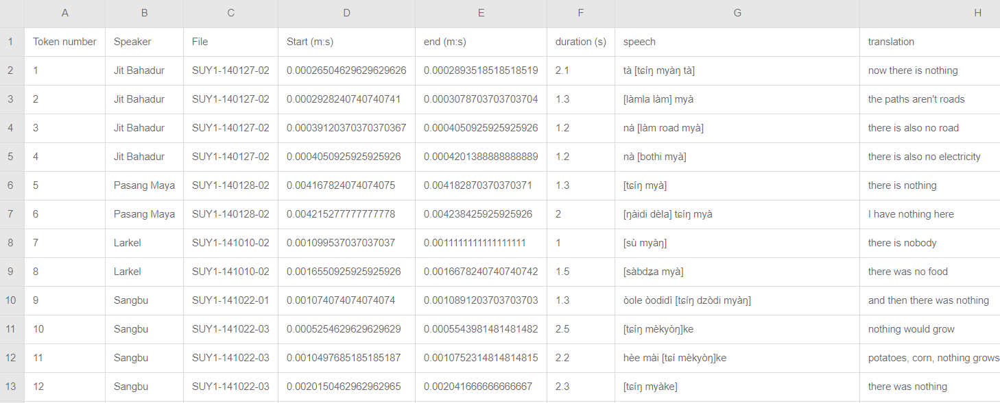 A B C D E F G H
1 Token number Speaker File Start (m:s) end (m:s) duration (s) speech translation
2 1 Jit Bahadur SUY1-140127-02 0.00026504629629629626 0.0002893518518518519 2.1 tà [tɕíŋ myàŋ tà] now there is nothing
3 2 Jit Bahadur SUY1-140127-02 0.0002928240740740741 0.0003078703703703704 1.3 [làmla làm] myà the paths aren't roads
4 3 Jit Bahadur SUY1-140127-02 0.00039120370370370367 0.0004050925925925926 1.2 ná [làm road myà] there is also no road
5 4 Jit Bahadur SUY1-140127-02 0.0004050925925925926 0.0004201388888888889 1.2 nà [bothi myà] there is also no electricity
6 5 Pasang Maya SUY1-140128-02 0.004167824074074075 0.004182870370370371 1.3 [tɕíŋ myà] there is nothing
7 6 Pasang Maya SUY1-140128-02 0.004215277777777778 0.004238425925925926 2 [ŋàidi dèla] tɕíŋ myà I have nothing here
8 7 Larkel SUY1-141010-02 0.001099537037037037 0.0011111111111111111 1 [sù myàŋ] there is nobody
9 8 Larkel SUY1-141010-02 0.0016550925925925926 0.0016678240740740742 1.5 [sàbdʑa myà] there was no food
10 9 Sangbu SUY1-141022-01 0.001074074074074074 0.0010891203703703703 1.3 òole òodidì [tɕíŋ dzòdi myàŋ] and then there was nothing
11 10 Sangbu SUY1-141022-03 0.0005254629629629629 0.0005543981481481482 2.5 [tɕíŋ mèkyòŋ]ke nothing would grow
12 11 Sangbu SUY1-141022-03 0.0010497685185185187 0.0010752314814814815 2.2 hèe mài [tɕí mèkyòŋ]ke potatoes, corn, nothing grows
13 12 Sangbu SUY1-141022-03 0.0020150462962962965 0.002041666666666667 2.3 [tɕíŋ myàke] there was nothing